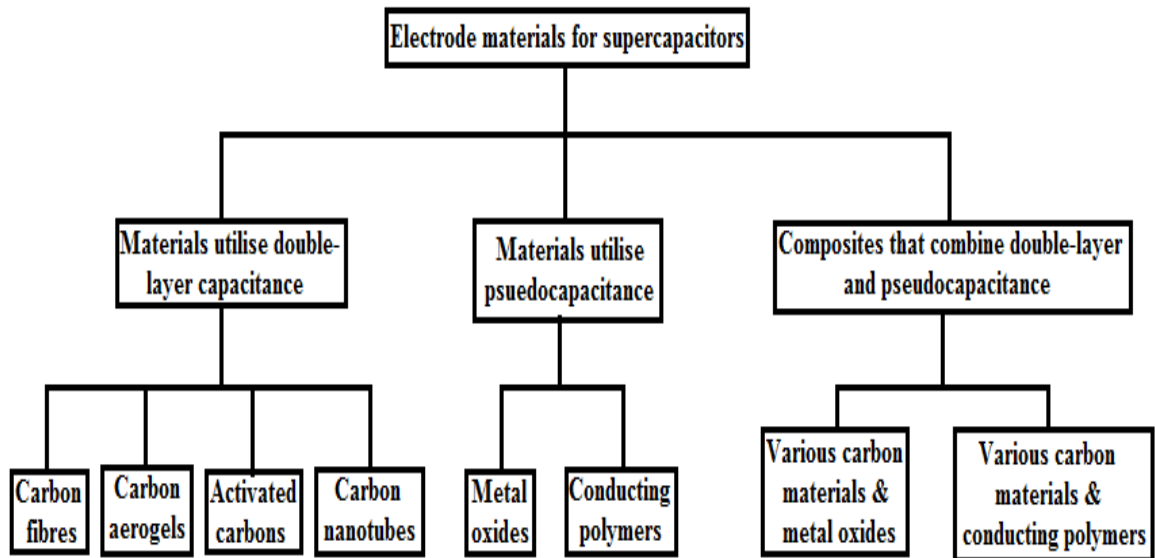 Electrode materials for supercapacitors
Materials utilise double-
layer capacitance
Materials utilise
psuedocapacitance
Composites that combine double-layer
and pseudocapacitance
Carbon
fibres
Carbon
aerogels
Activated
carbons
Carbon
nanotubes
Metal
oxides
Conducting
polymers
Various carbon
materials &
metal oxides
Various carbon
materials &
conducting polymers